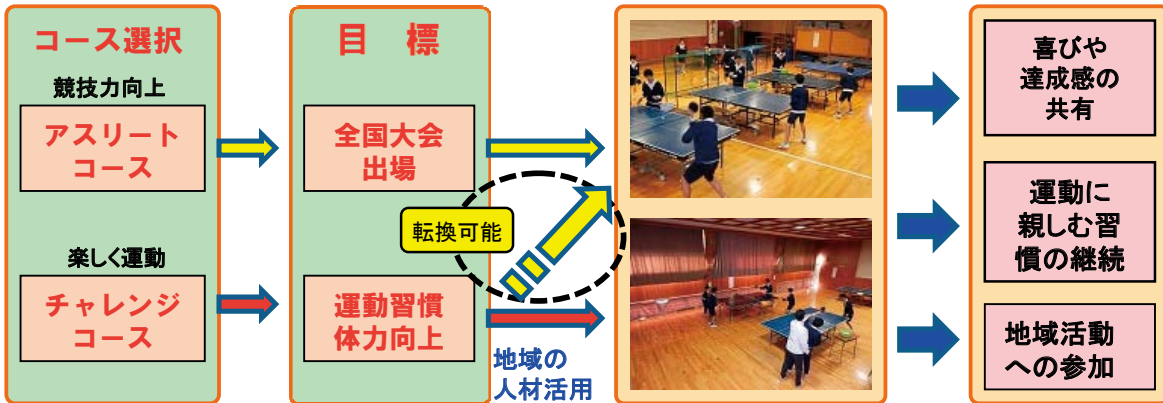 コース選択
競技力向上
アスリート
コース
楽しく運動
チャレンジ
コース
目 標
全国大会
出場
転換可能
運動習慣
体力向上
地域の
人材活用
喜びや
達成感の
共有
運動に
親しむ習
慣の継続
地域活動
への参加